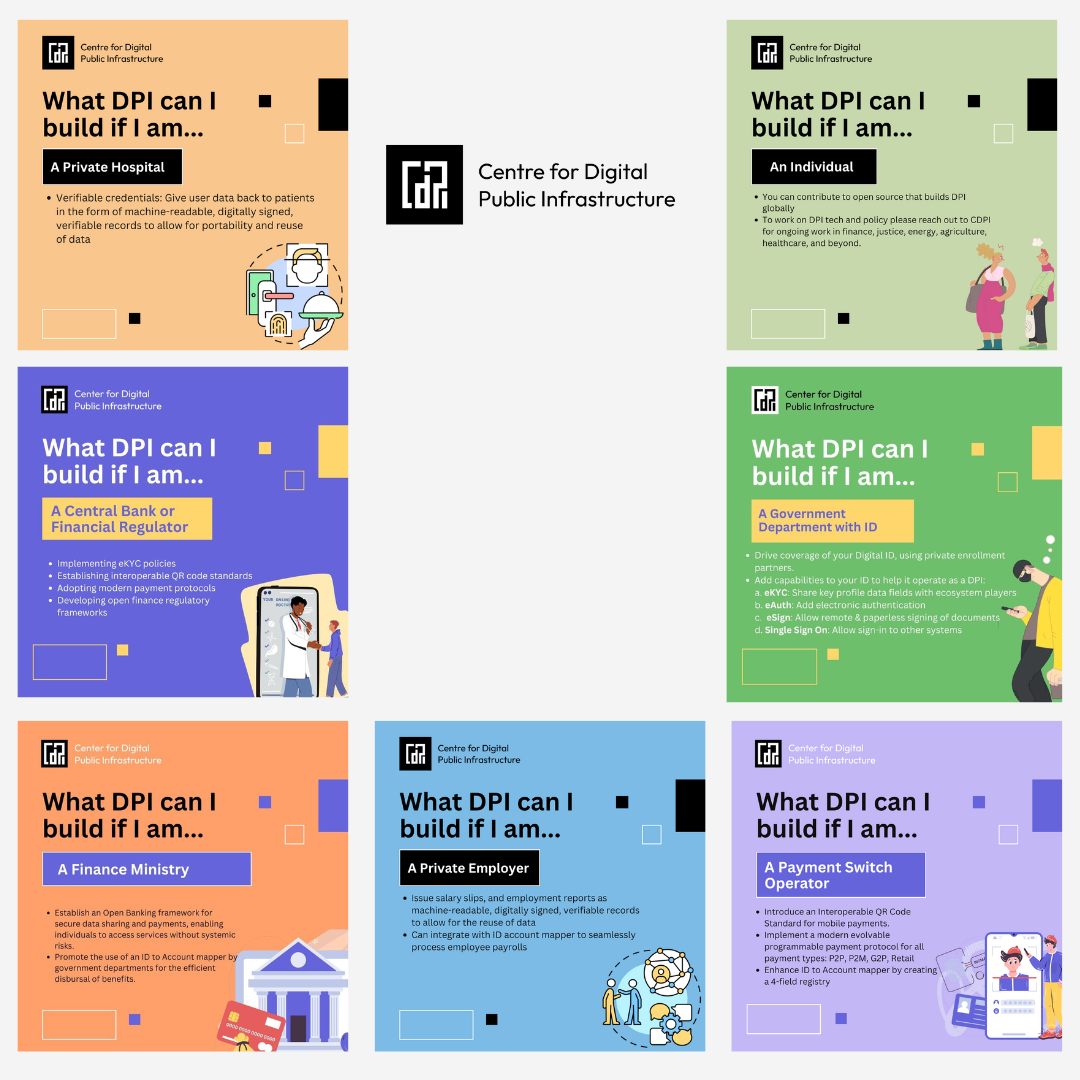 Centre for Digital
Public Infrastructure
What DPI can I
build if I am...
A Private Hospital
• Verifiable credentials: Give user data back to patients
in the form of machine-readable, digitally signed,
verifiable records to allow for portability and reuse
of data
Centre for Digital
Public Infrastructure
Centre for Digital
Public Infrastructure
What DPI can I
build if I am...
An Individual
• You can contribute to open source that builds DPI
globally
• To work on DPI tech and policy please reach out to CDPI
for ongoing work in finance, justice, energy, agriculture,
healthcare, and beyond.
Center for Digital
Public Infrastructure
What DPI can I
build if I am...
A Central Bank or
Financial Regulator
• Implementing eKYC policies
• Establishing interoperable QR code standards
• Adopting modern payment protocols
• Developing open finance regulatory
frameworks
YOUR ONLINE
DOCTOR
Center for Digital
Public Infrastructure
What DPI can I
build if I am...
A Government
Department with ID
• Drive coverage of your Digital ID, using private enrollment
partners.
• Add capabilities to your ID to help it operate as a DPI:
a. eKYC: Share key profile data fields with ecosystem players
b. eAuth: Add electronic authentication
c. eSign: Allow remote & paperless signing of documents
d. Single Sign On: Allow sign-in to other systems
Center for Digital
Public Infrastructure
What DPI can I
build if I am...
A Finance Ministry
• Establish an Open Banking framework for
secure data sharing and payments, enabling
individuals to access services without systemic
risks.
• Promote the use of an ID to Account mapper by
government departments for the efficient
disbursal of benefits.
0000 0000 0000 0000
Centre for Digital
Public Infrastructure
What DPI can I
build if I am...
A Private Employer
• Issue salary slips, and employment reports as
machine-readable, digitally signed, verifiable records
to allow for the reuse of data
• Can integrate with ID account mapper to seamlessly
process employee payrolls
Center for Digital
Public Infrastructure
What DPI can I
build if I am...
A Payment Switch
Operator
• Introduce an Interoperable QR Code
Standard for mobile payments.
• Implement a modern evolvable
programmable payment protocol for all
payment types: P2P, P2M, G2P, Retail
• Enhance ID to Account mapper by creating
a 4-field registry